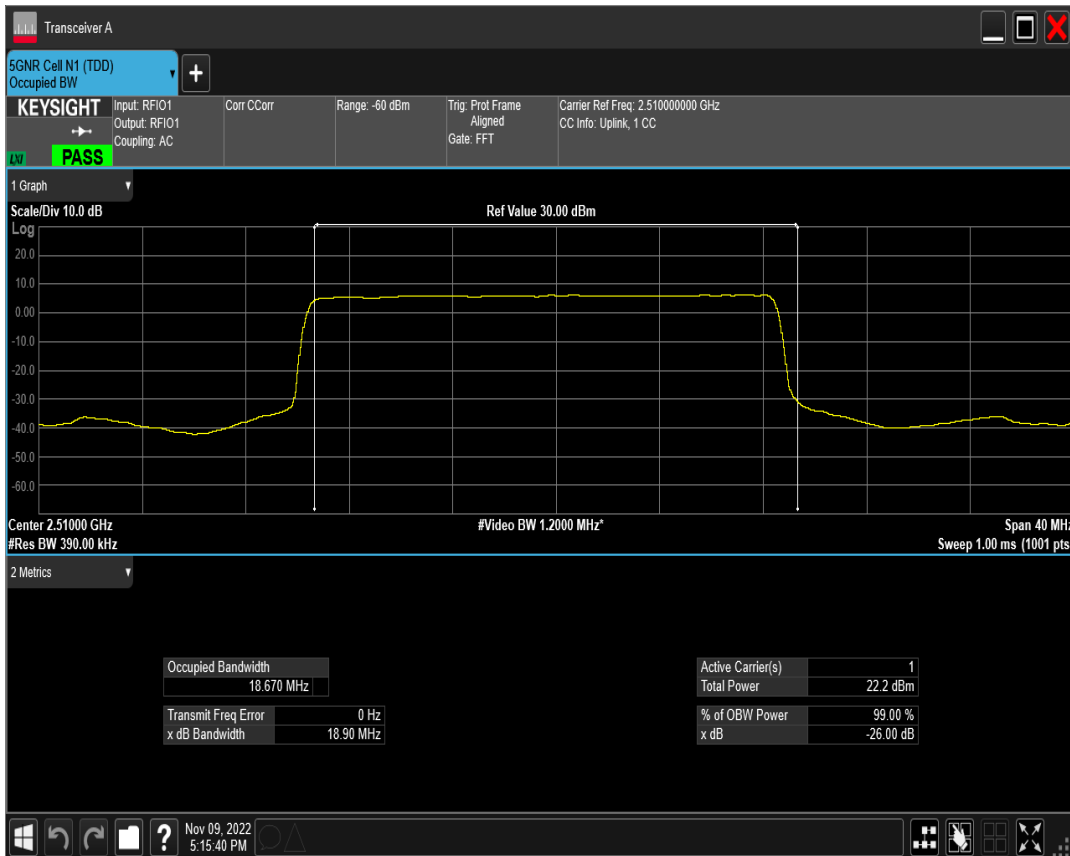 Transceiver A
5GNR Cell N1 (TDD)
Occupied BW
+
KEYSIGHT
LXI
PASS
Input: RFIO1
Output: RFIO1
Coupling: AC
Corr CCorr
Range: -60 dBm
Trig: Prot Frame
Aligned
Gate: FFT
Carrier Ref Freq: 2.510000000 GHz
CC Info: Uplink, 1 CC
1 Graph
Scale/Div 10.0 dB
Ref Value 30.00 dBm
Log
20.0
10.0
0.00
-10.0
-20.0
-30.0
-40.0
-50.0
-60.0
Center 2.51000 GHz
#Video BW 1.2000 MHz*
Span 40 MHz
#Res BW 390.00 kHz
Sweep 1.00 ms (1001 pts
2 Metrics
Occupied Bandwidth
18.670 MHz
Transmit Freq Error 0 Hz
x dB Bandwidth 18.90 MHz
Active Carrier(s) 1
Total Power 22.2 dBm
% of OBW Power 99.00 %
x dB -26.00 dB
?
Nov 09, 2022
5:15:40 PM